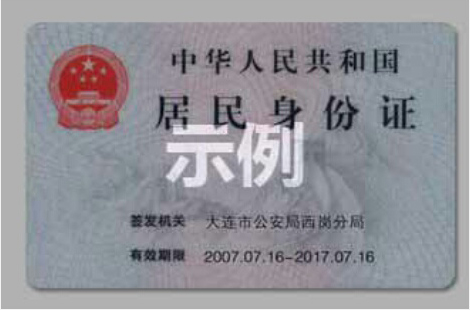 中华人民共和国
居民身份证
示例
签发机关 大连市公安局西岗分局
有效期限 2007.07.16-2017.07.16